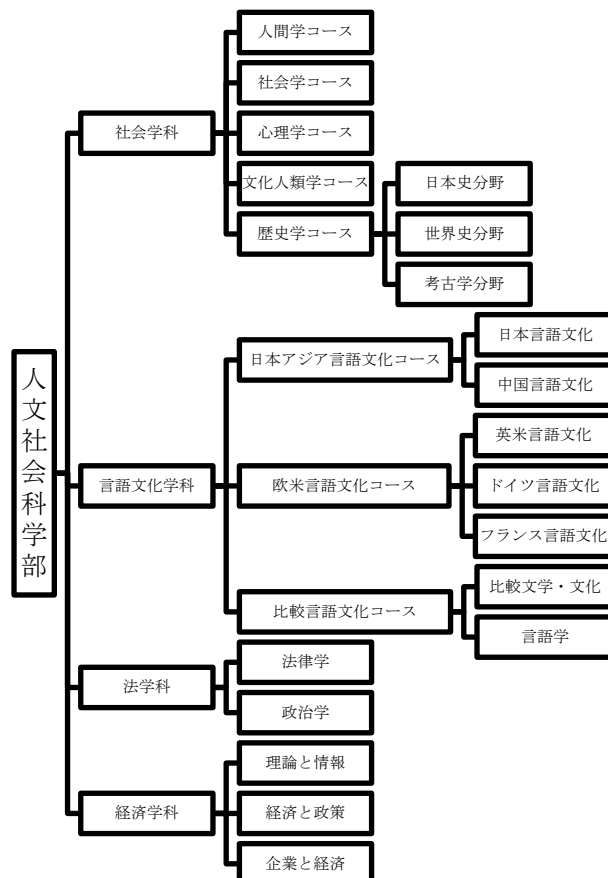 人文社会科学部
社会学科
人間学コース
社会学コース
心理学コース
文化人類学コース
歴史学コース
日本史分野
世界史分野
考古学分野
言語文化学科
日本アジア言語文化コース
日本言語文化
中国言語文化
欧米言語文化コース
英米言語文化
ドイツ言語文化
フランス言語文化
比較言語文化コース
比較文学・文化
言語学
法学科
法律学
政治学
経済学科
理論と情報
経済と政策
企業と経済